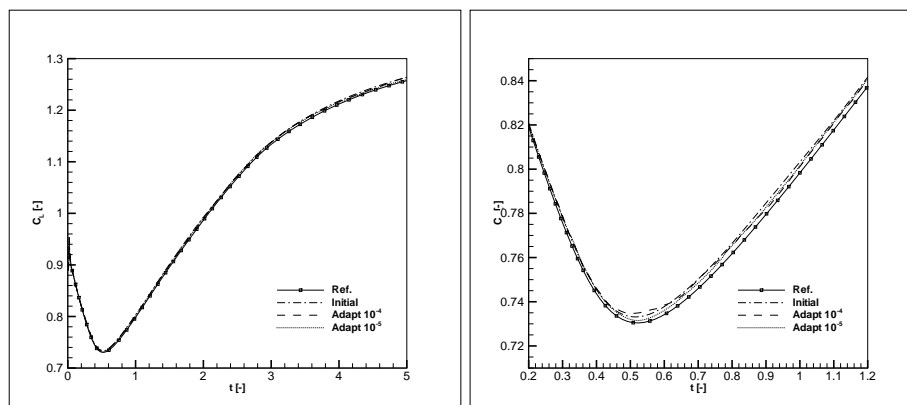 C_L [-]
1.3
1.2
1.1
1
0.9
0.8
0.7
0 1 2 3 4 5
t [-]
Ref.
Initial
Adapt 10⁻⁴
Adapt 10⁻⁵
C_L [-]
0.84
0.82
0.8
0.78
0.76
0.74
0.72
0.2 0.3 0.4 0.5 0.6 0.7 0.8 0.9 1.0 1.1 1.2
t [-]
Ref.
Initial
Adapt 10⁻⁴
Adapt 10⁻⁵